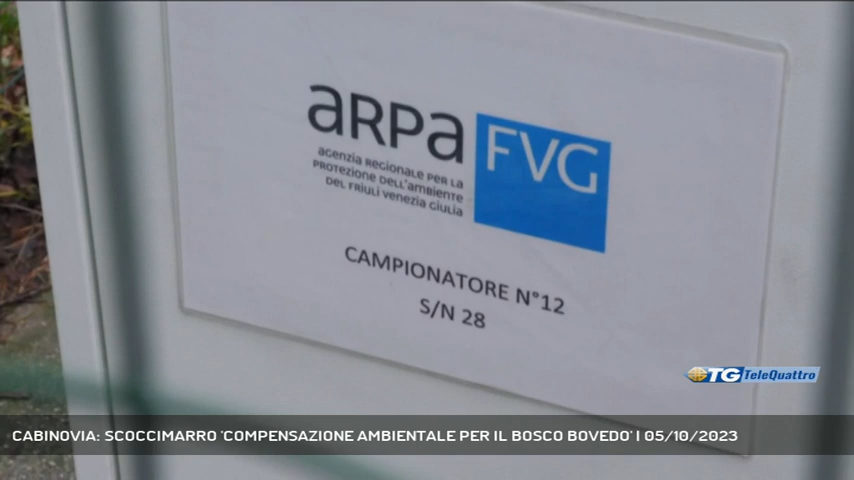 aRPa FVG
agenzia regionale per la
protezione dell'ambiente
del friuli venezia giulia
CAMPIONATORE N°12
S/N 28
TG TeleQuattro
CABINOVIA: SCOCCIMARRO 'COMPENSAZIONE AMBIENTALE PER IL BOSCO BOVEDO' | 05/10/2023